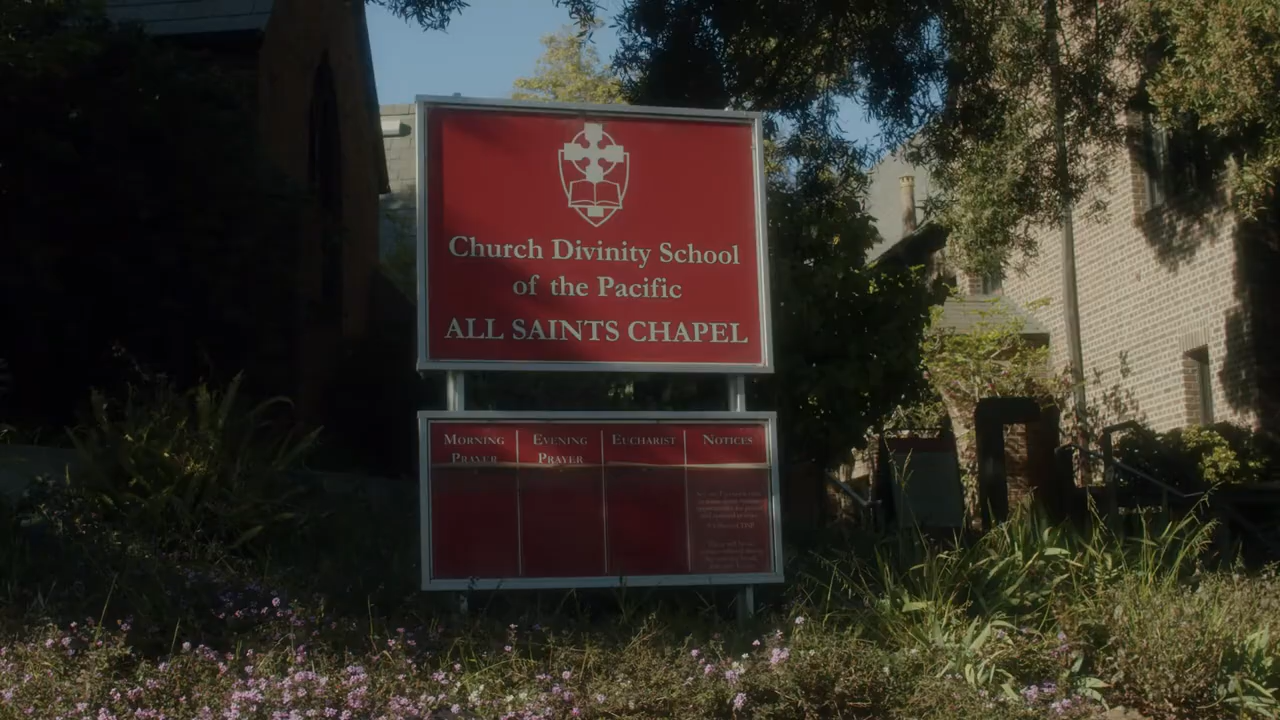 Church Divinity School
of the Pacific
ALL SAINTS CHAPEL
MORNING
PRAYER
EVENING
PRAYER
EUCHARIST
NOTICES